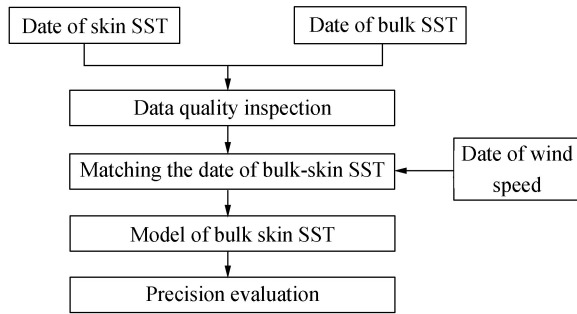 Date of skin SST
Date of bulk SST
Data quality inspection
Matching the date of bulk-skin SST
Date of wind
speed
Model of bulk skin SST
Precision evaluation